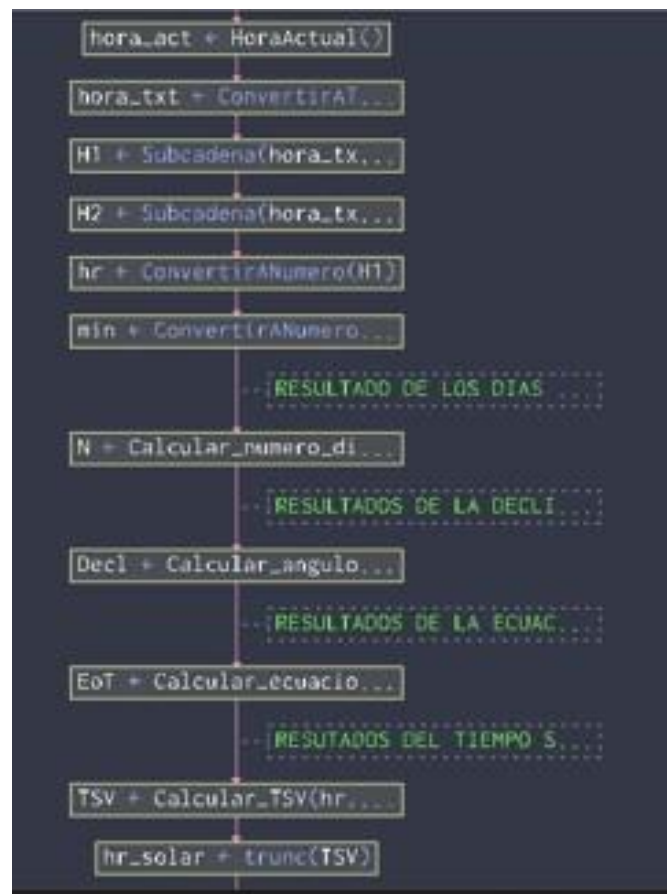 hora_act ← HoraActual()
hora_txt ← ConvertirAT...
H1 ← Subcadena(hora_tx...
H2 ← Subcadena(hora_tx...
hr ← ConvertirANumero(H1)
min ← ConvertirANumero...
RESULTADO DE LOS DIAS ...
N ← Calcular_numero_di...
RESULTADOS DE LA DECLI...
Decl ← Calcular_angulo...
RESULTADOS DE LA ECUAC...
EoT ← Calcular_ecuacio...
RESUTADOS DEL TIEMPO S...
TSV ← Calcular_TSV(hr....
hr_solar ← trunc(TSV)